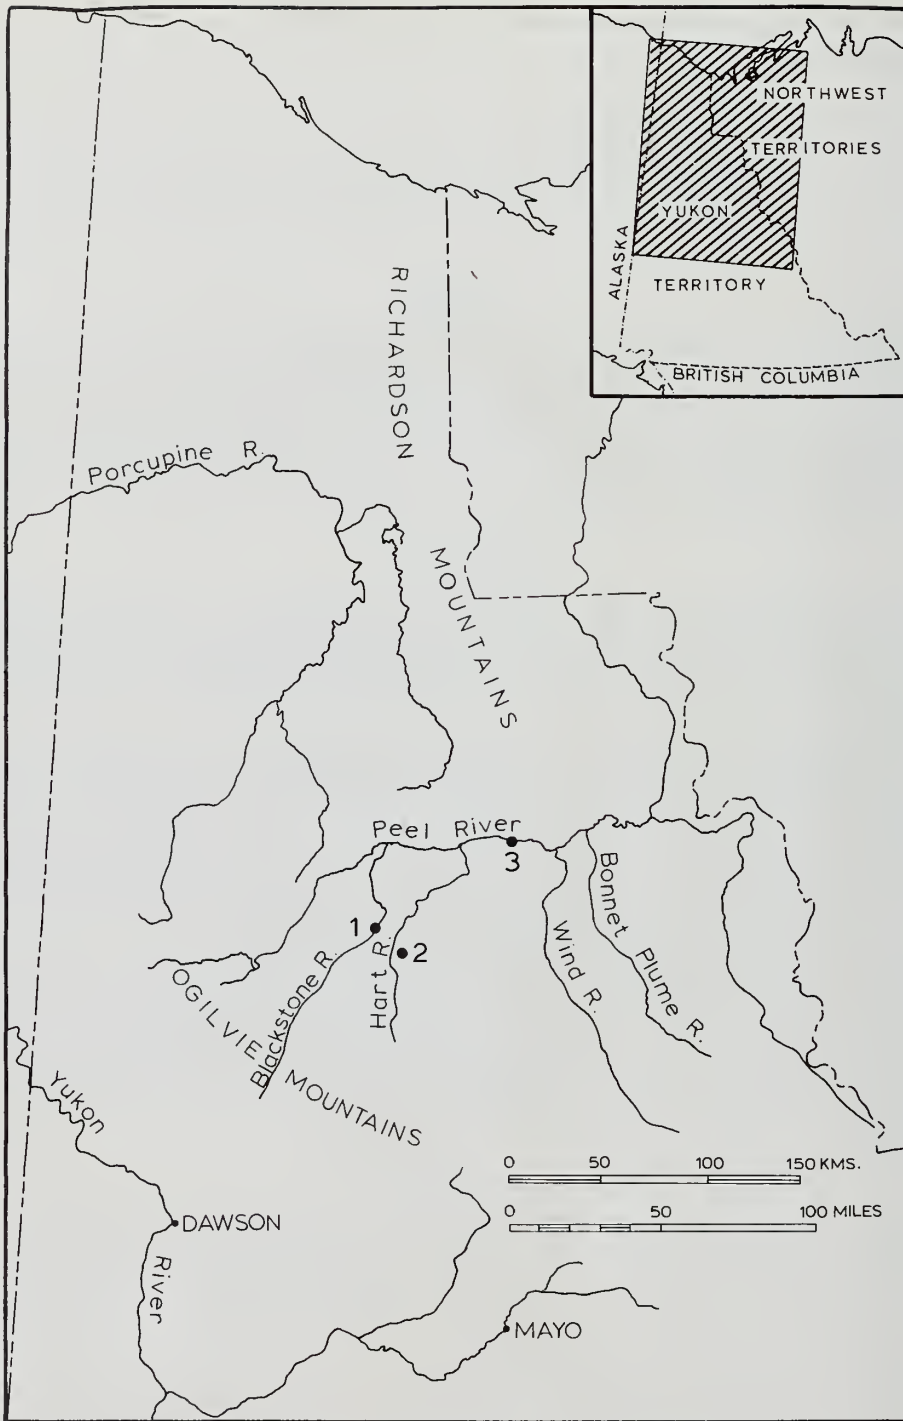 NORTHWEST
TERRITORIES
YUKON
ALASKA
TERRITORY
BRITISH COLUMBIA
RICHARDSON
MOUNTAINS
Porcupine R.
Peel River
3
1
2
Blackstone R.
Hart R.
Wind R.
Bonnet Plume R.
OGILVIE
MOUNTAINS
Yukon
River
DAWSON
MAYO
0 50 100 150 KMS.
0 50 100 MILES